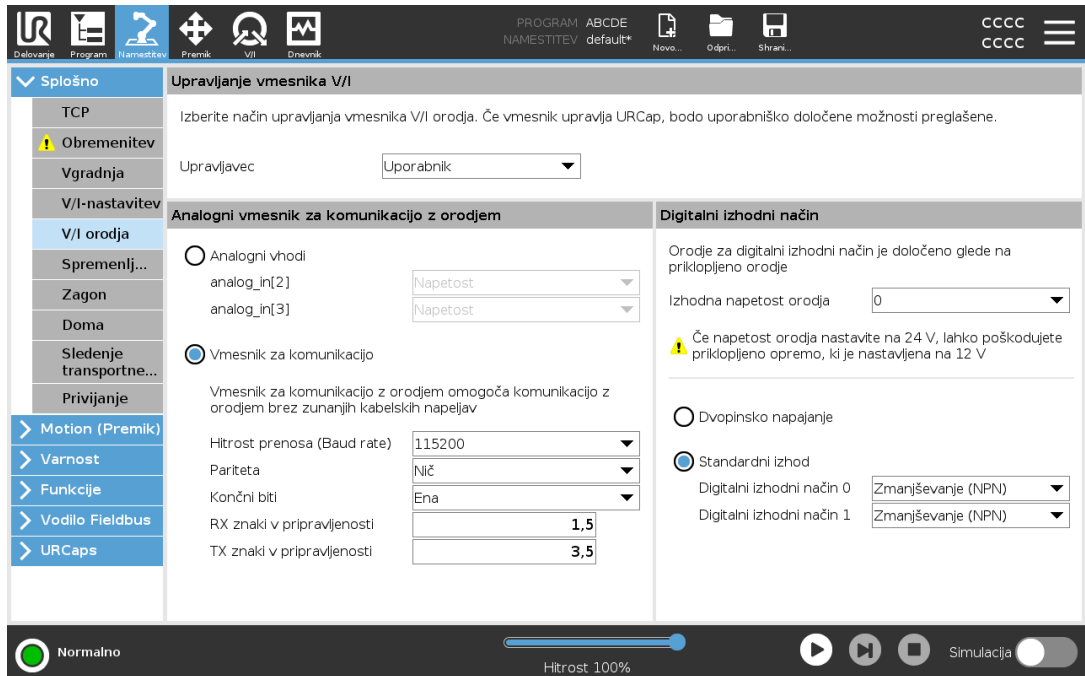 UR
Delovanje
Program
Namestitev
Premik
V/I
Dnevnik
PROGRAM ABCDE
NAMESTITEV default*
Novo...
Odpri...
Shrani...
CCCC
CCCC
Splošno
TCP
Obremenitev
Vgradnja
V/I-nastavitev
V/I orodja
Spremenlj...
Zagon
Doma
Sledenje
transportne...
Privijanje
Motion (Premik)
Varnost
Funkcije
Vodilo Fieldbus
URCaps
Upravljanje vmesnika V/I
Izberite način upravljanja vmesnika V/I orodja. Če vmesnik upravlja URCap, bodo uporabniško določene možnosti preglašene.
Upravljavec Uporabnik
Analogni vmesnik za komunikacijo z orodjem
Analogni vhodi
analog_in[2] Napetost
analog_in[3] Napetost
Vmesnik za komunikacijo
Vmesnik za komunikacijo z orodjem omogoča komunikacijo z
orodjem brez zunanjih kabelskih napeljav
Hitrost prenosa (Baud rate) 115200
Pariteta Nič
Končni biti Ena
RX znaki v pripravljenosti 1,5
TX znaki v pripravljenosti 3,5
Digitalni izhodni način
Orodje za digitalni izhodni način je določeno glede na
priklopljeno orodje
Izhodna napetost orodja 0
Če napetost orodja nastavite na 24 V, lahko poškodujete
priklopljeno opremo, ki je nastavljena na 12 V
Dvopinsko napajanje
Standardni izhod
Digitalni izhodni način 0 Zmanjševanje (NPN)
Digitalni izhodni način 1 Zmanjševanje (NPN)
Normalno
Hitrost 100%
Simulacija